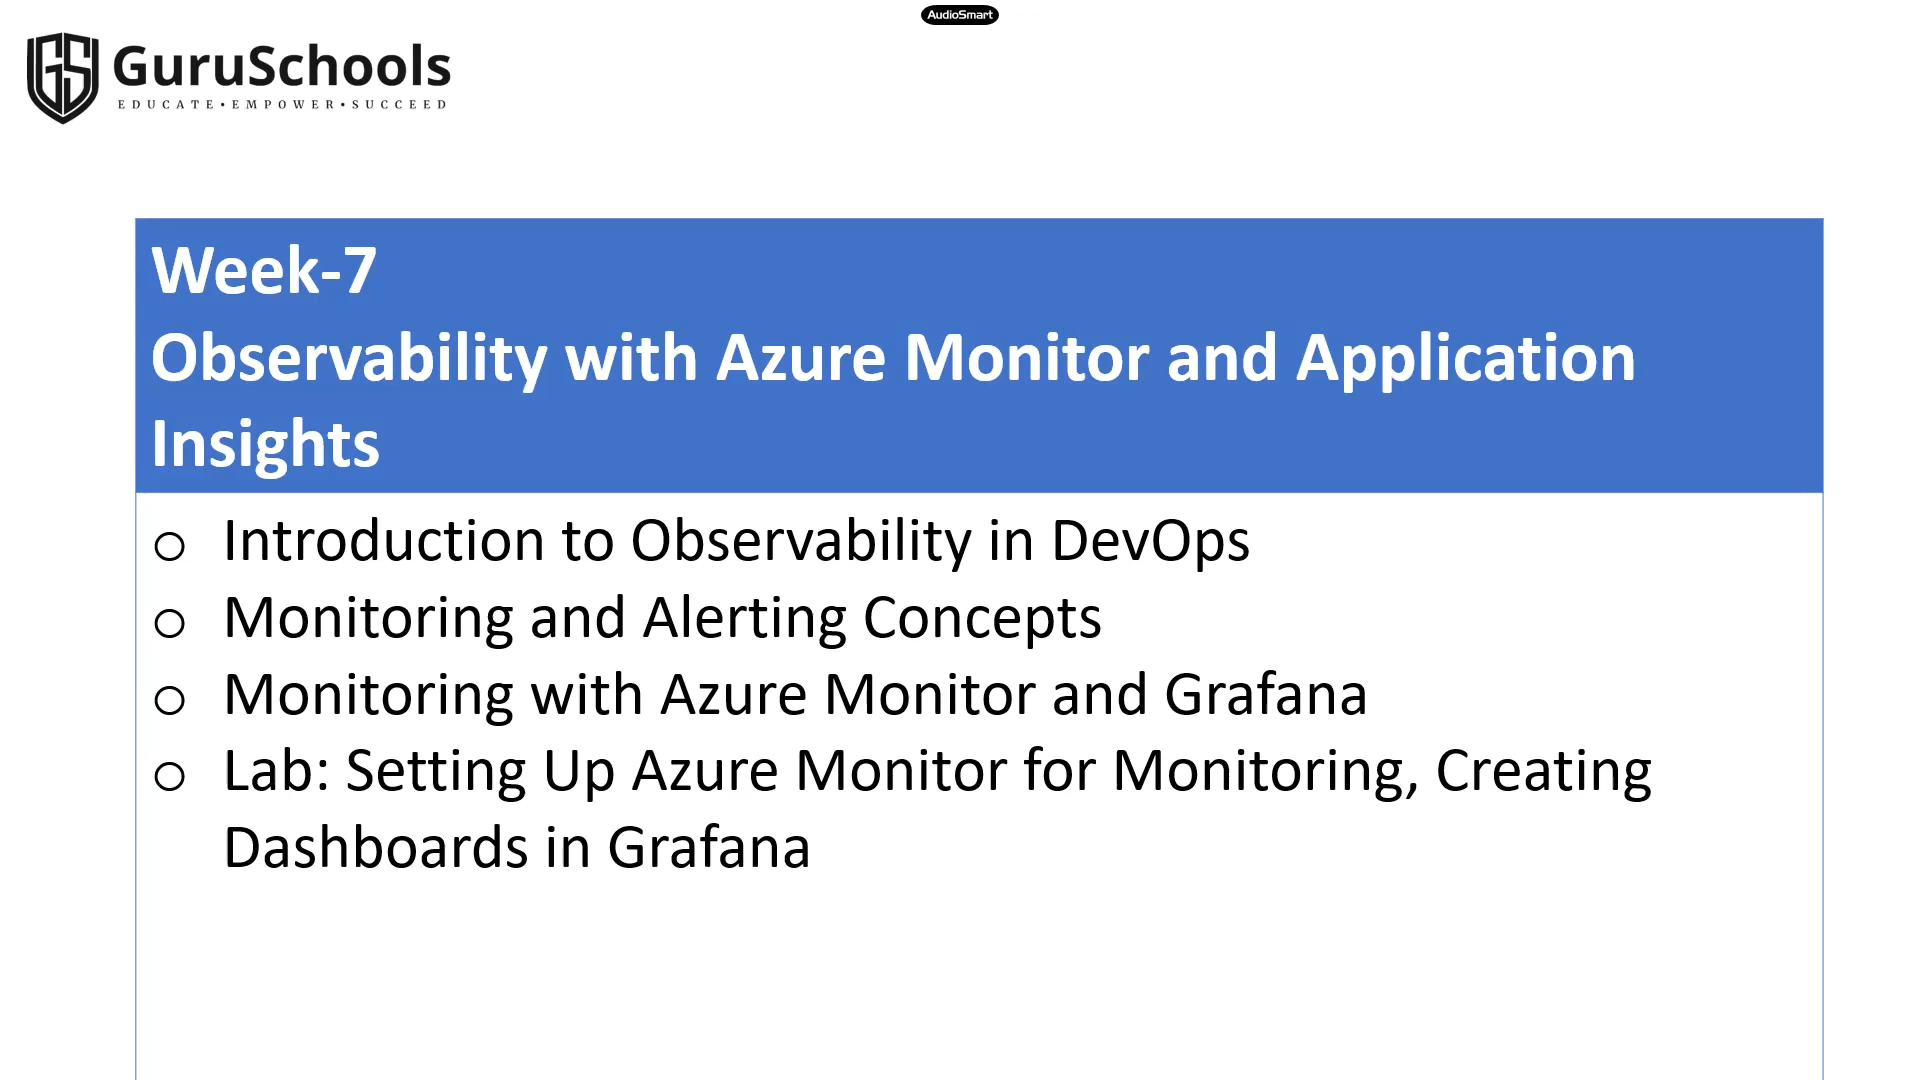 AudioSmart
GS GuruSchools
EDUCATE•EMPOWER•SUCCEED
Week-7
Observability with Azure Monitor and Application
Insights
o Introduction to Observability in DevOps
o Monitoring and Alerting Concepts
o Monitoring with Azure Monitor and Grafana
o Lab: Setting Up Azure Monitor for Monitoring, Creating
Dashboards in Grafana